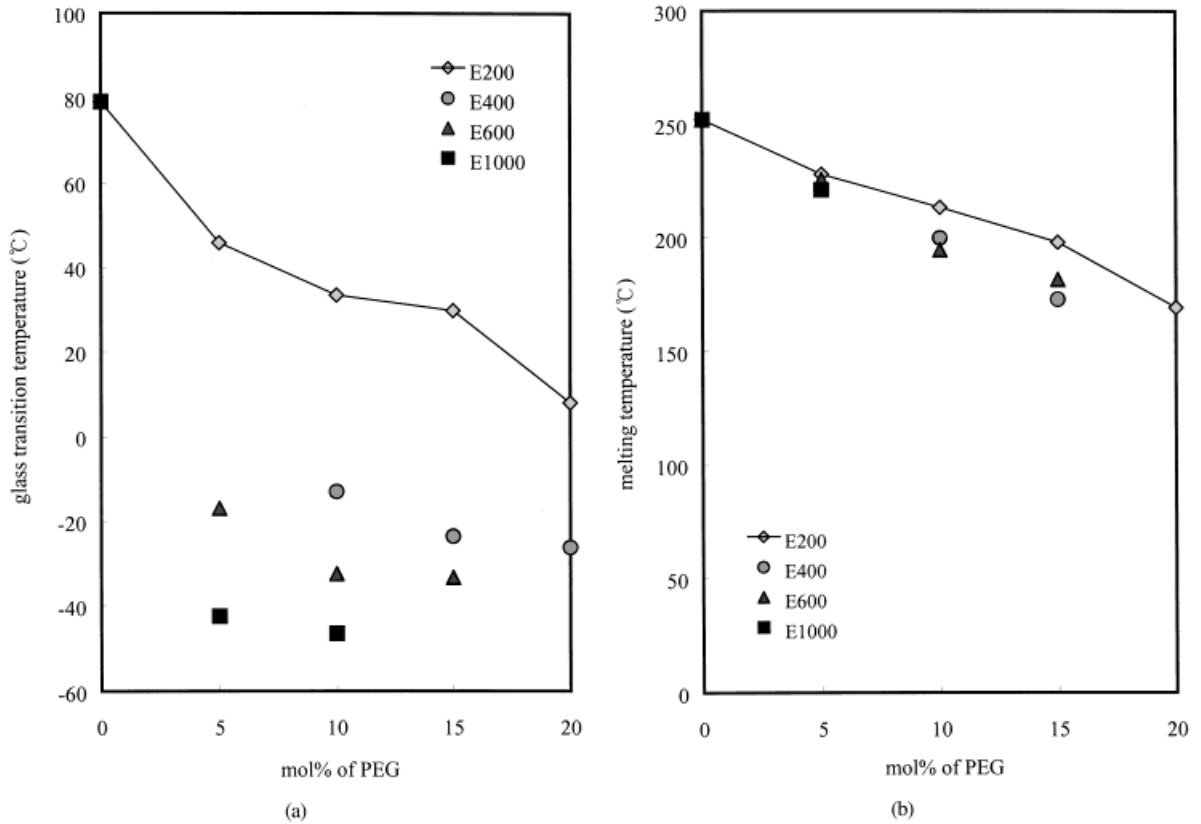 100
80
60
40
20
0
-20
-40
-60
0 5 10 15 20
glass transition temperature (℃)
mol% of PEG
E200
E400
E600
E1000
(a)
300
250
200
150
100
50
0
0 5 10 15 20
melting temperature (℃)
mol% of PEG
E200
E400
E600
E1000
(b)